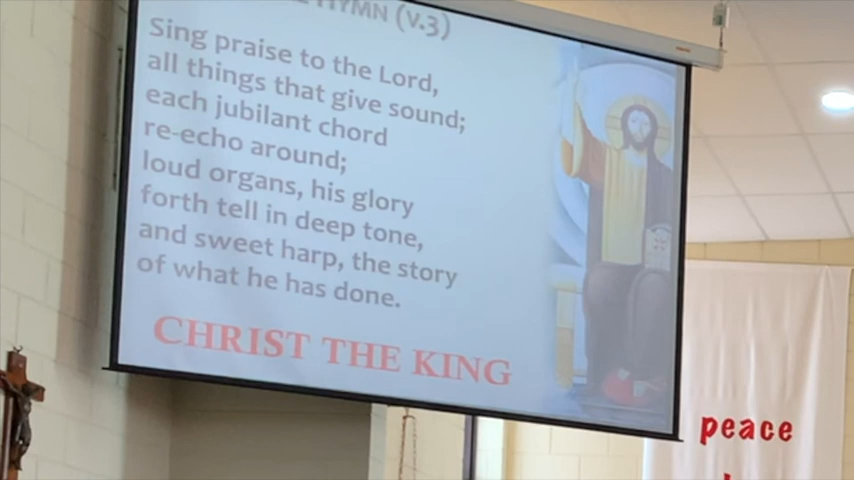 HYMN (v.3)
Sing praise to the Lord,
all things that give sound;
each jubilant chord
re-echo around;
loud organs, his glory
forth tell in deep tone,
and sweet harp, the story
of what he has done.
CHRIST THE KING
peace